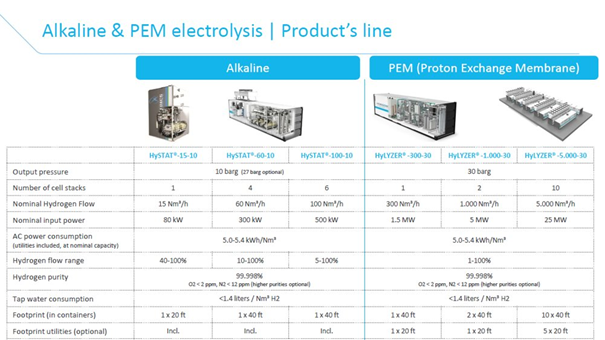 Alkaline & PEM electrolysis | Product's line
Alkaline PEM (Proton Exchange Membrane)
HySTAT®-15-10 HySTAT®-60-10 HySTAT®-100-10 HyLYZER® -300-30 HyLYZER® -1.000-30 HyLYZER® -5.000-30
Output pressure 10 barg (27 barg optional) 30 barg
Number of cell stacks 1 4 6 1 2 10
Nominal Hydrogen Flow 15 Nm³/h 60 Nm³/h 100 Nm³/h 300 Nm³/h 1.000 Nm³/h 5.000 Nm³/h
Nominal input power 80 kW 300 kW 500 kW 1.5 MW 5 MW 25 MW
AC power consumption
(utilities included, at nominal capacity) 5.0-5.4 kWh/Nm³ 5.0-5.4 kWh/Nm³
Hydrogen flow range 40-100% 10-100% 5-100% 1-100%
Hydrogen purity 99.998% 99.998%
O2 < 2 ppm, N2 < 12 ppm (higher purities optional) O2 < 2 ppm, N2 < 12 ppm (higher purities optional)
Tap water consumption <1.4 liters / Nm³ H2 <1.4 liters / Nm³ H2
Footprint (in containers) 1 x 20 ft 1 x 40 ft 1 x 40 ft 1 x 40 ft 2 x 40 ft 10 x 40 ft
Footprint utilities (optional) Incl. Incl. Incl. 1 x 20 ft 1 x 20 ft 5 x 20 ft